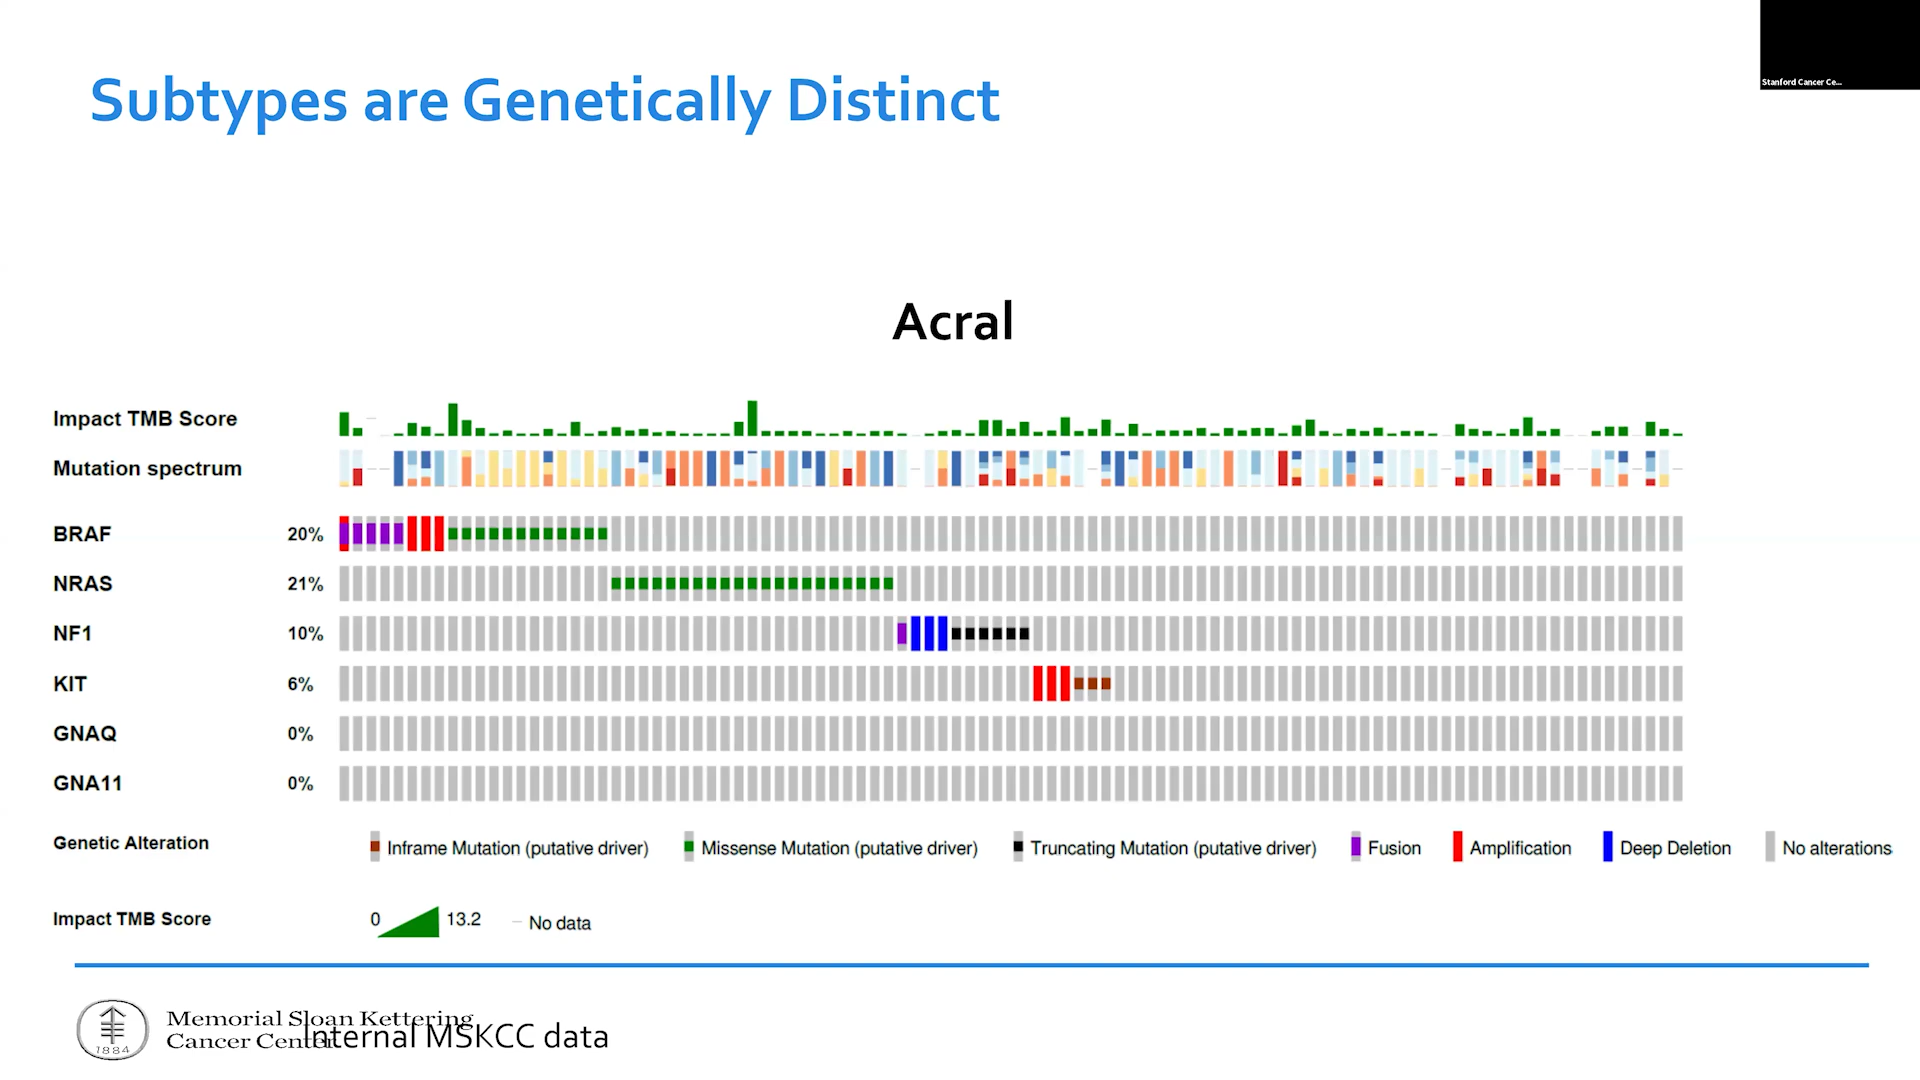 Stanford Cancer Ce...
Subtypes are Genetically Distinct
Acral
Impact TMB Score
Mutation spectrum
BRAF 20%
NRAS 21%
NF1 10%
KIT 6%
GNAQ 0%
GNA11 0%
Genetic Alteration Inframe Mutation (putative driver) Missense Mutation (putative driver) Truncating Mutation (putative driver) Fusion Amplification Deep Deletion No alterations
Impact TMB Score 0 13.2 No data
Memorial Sloan Kettering
Cancer Center
1884
Internal MSKCC data